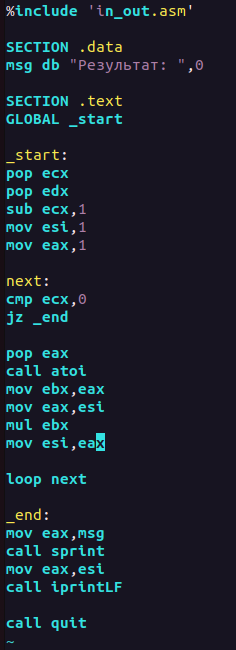 %include 'in_out.asm'
SECTION .data
msg db "Результат: ",0
SECTION .text
GLOBAL _start
_start:
pop ecx
pop edx
sub ecx,1
mov esi,1
mov eax,1
next:
cmp ecx,0
jz _end
pop eax
call atoi
mov ebx,eax
mov eax,esi
mul ebx
mov esi,eax
loop next
_end:
mov eax,msg
call sprint
mov eax,esi
call iprintLF
call quit
~